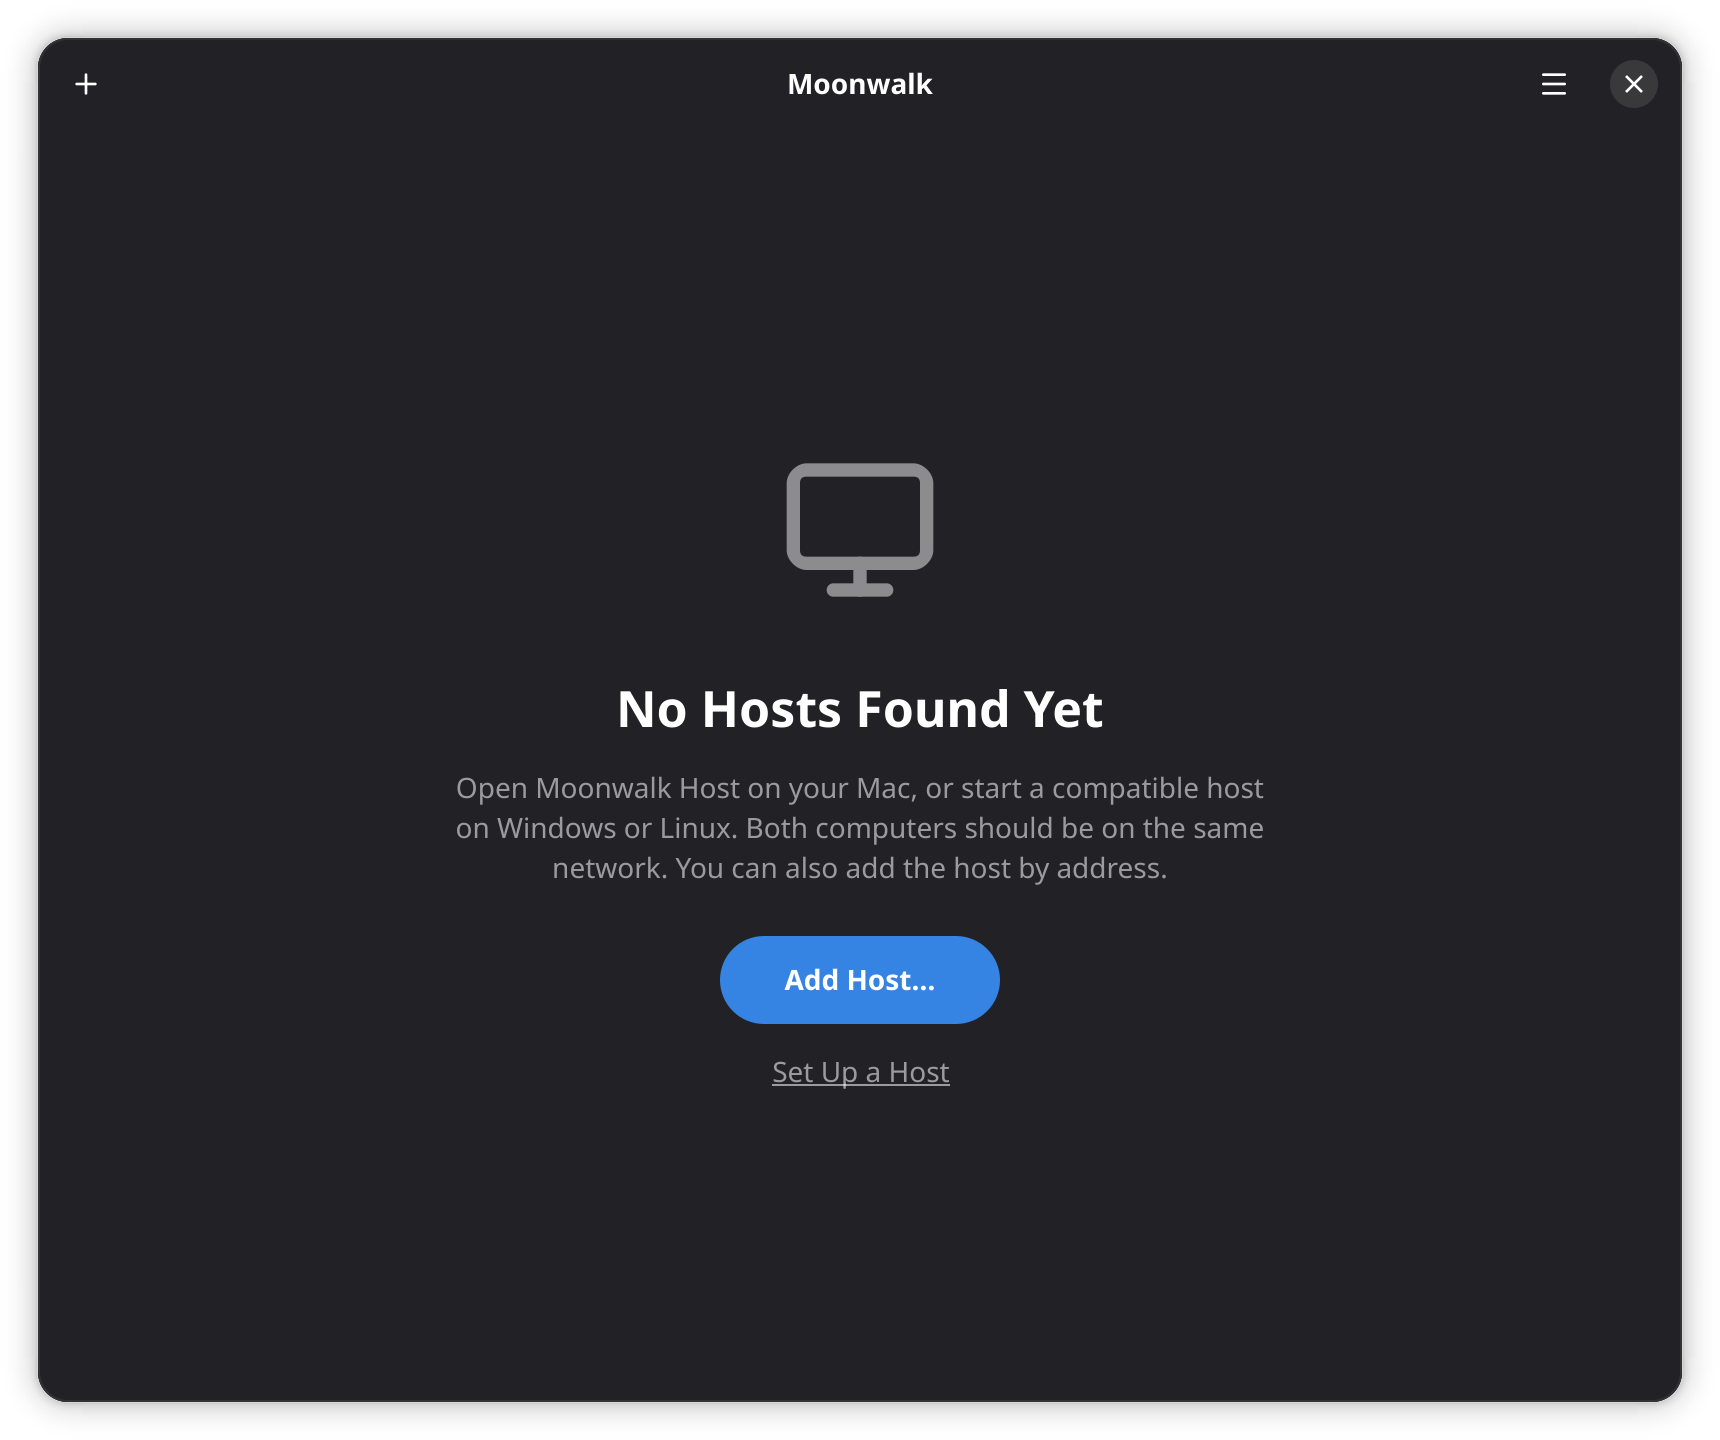 Moonwalk
No Hosts Found Yet
Open Moonwalk Host on your Mac, or start a compatible host
on Windows or Linux. Both computers should be on the same
network. You can also add the host by address.
Add Host...
Set Up a Host